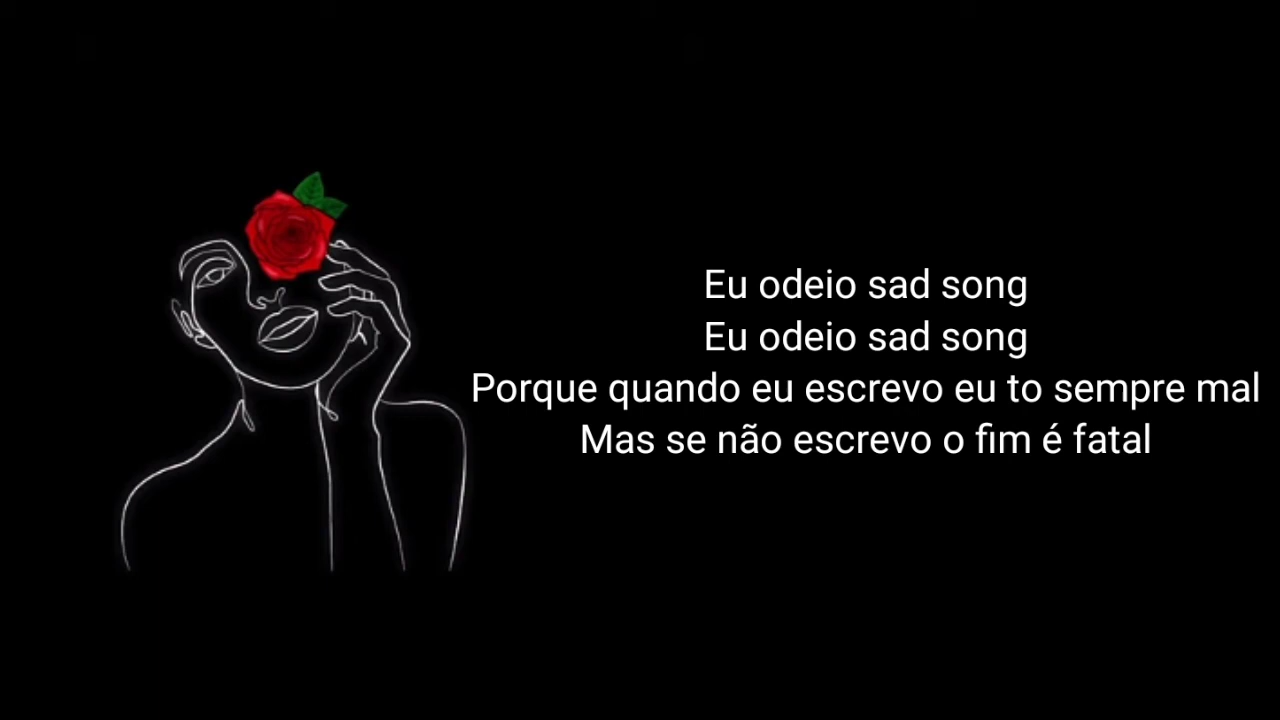 Eu odeio sad song
Eu odeio sad song
Porque quando eu escrevo eu to sempre mal
Mas se não escrevo o fim é fatal